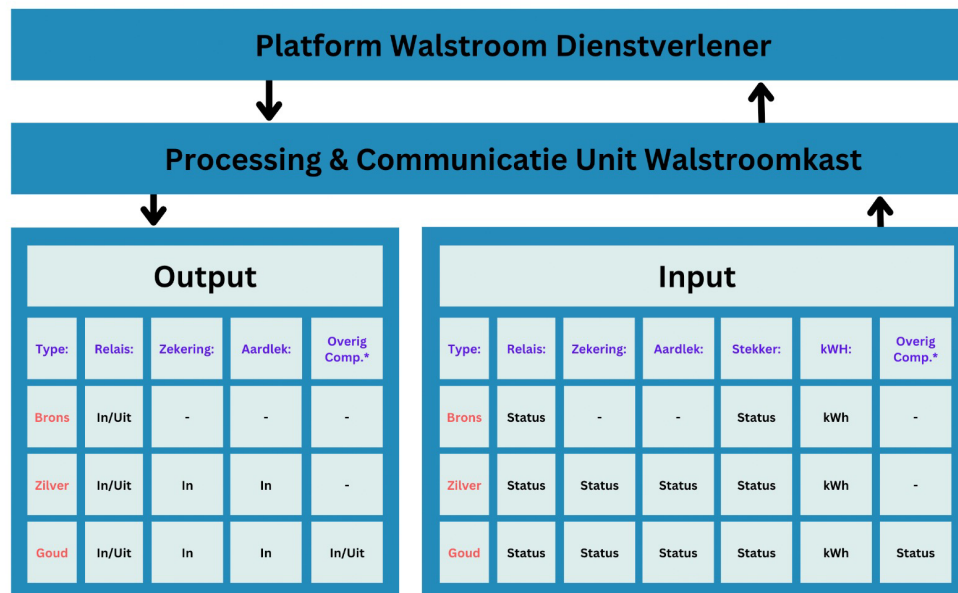 Platform Walstroom Dienstverlener
Processing & Communicatie Unit Walstroomkast
Output
Type: Relais: Zekering: Aardlek: Overig Comp.*
Brons In/Uit - - -
Zilver In/Uit In In -
Goud In/Uit In In In/Uit
Input
Type: Relais: Zekering: Aardlek: Stekker: kWH: Overig Comp.*
Brons Status - - Status kWh -
Zilver Status Status Status Status kWh -
Goud Status Status Status Status kWh Status